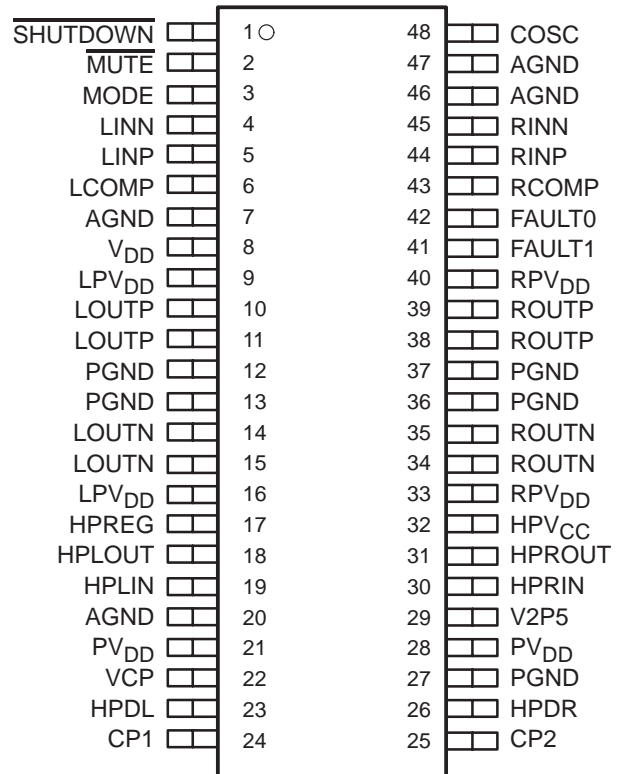 SHUTDOWN 1 48 COSC
MUTE 2 47 AGND
MODE 3 46 AGND
LINN 4 45 RINN
LINP 5 44 RINP
LCOMP 6 43 RCOMP
AGND 7 42 FAULT0
VDD 8 41 FAULT1
LPVDD 9 40 RPVDD
LOUTP 10 39 ROUTP
LOUTP 11 38 ROUTP
PGND 12 37 PGND
PGND 13 36 PGND
LOUTN 14 35 ROUTN
LOUTN 15 34 ROUTN
LPVDD 16 33 RPVDD
HPREG 17 32 HPVCC
HPLOUT 18 31 HPROUT
HPLIN 19 30 HPRIN
AGND 20 29 V2P5
PVDD 21 28 PVDD
VCP 22 27 PGND
HPDL 23 26 HPDR
CP1 24 25 CP2